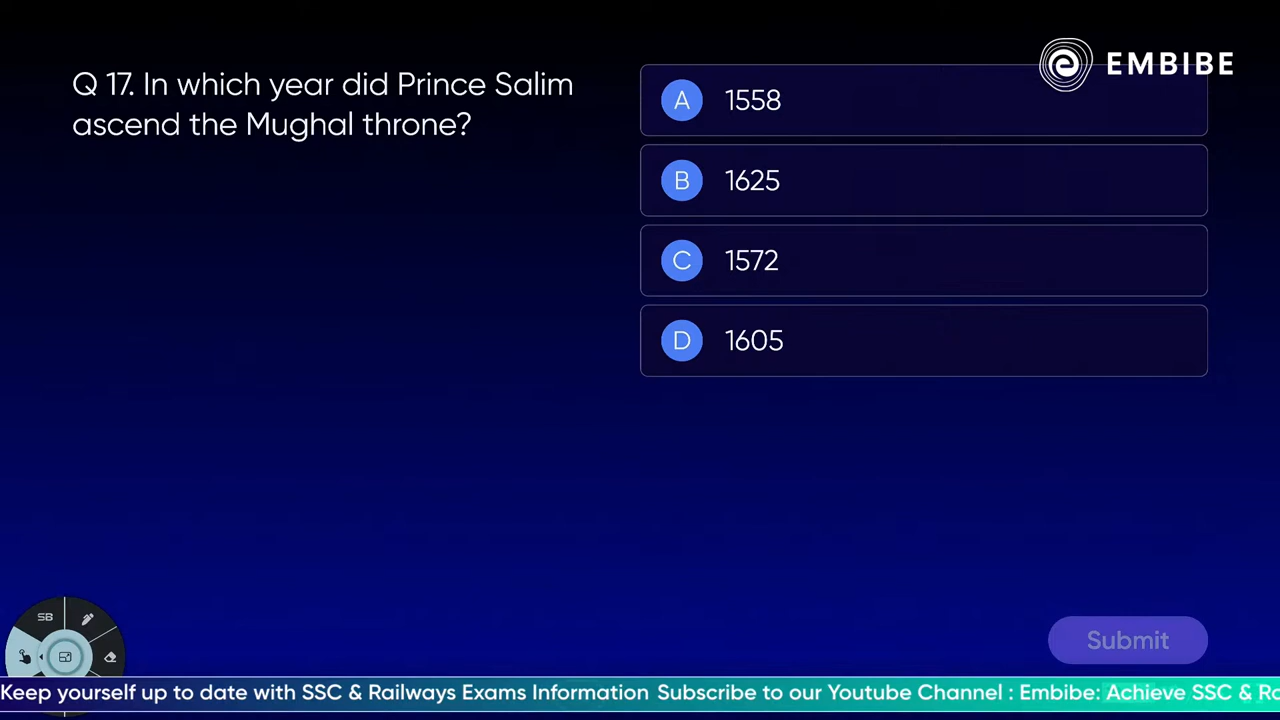 EMBIBE
Q 17. In which year did Prince Salim
ascend the Mughal throne?
A 1558
B 1625
C 1572
D 1605
SB
Submit
Keep yourself up to date with SSC & Railways Exams Information Subscribe to our Youtube Channel : Embibe: Achieve SSC &